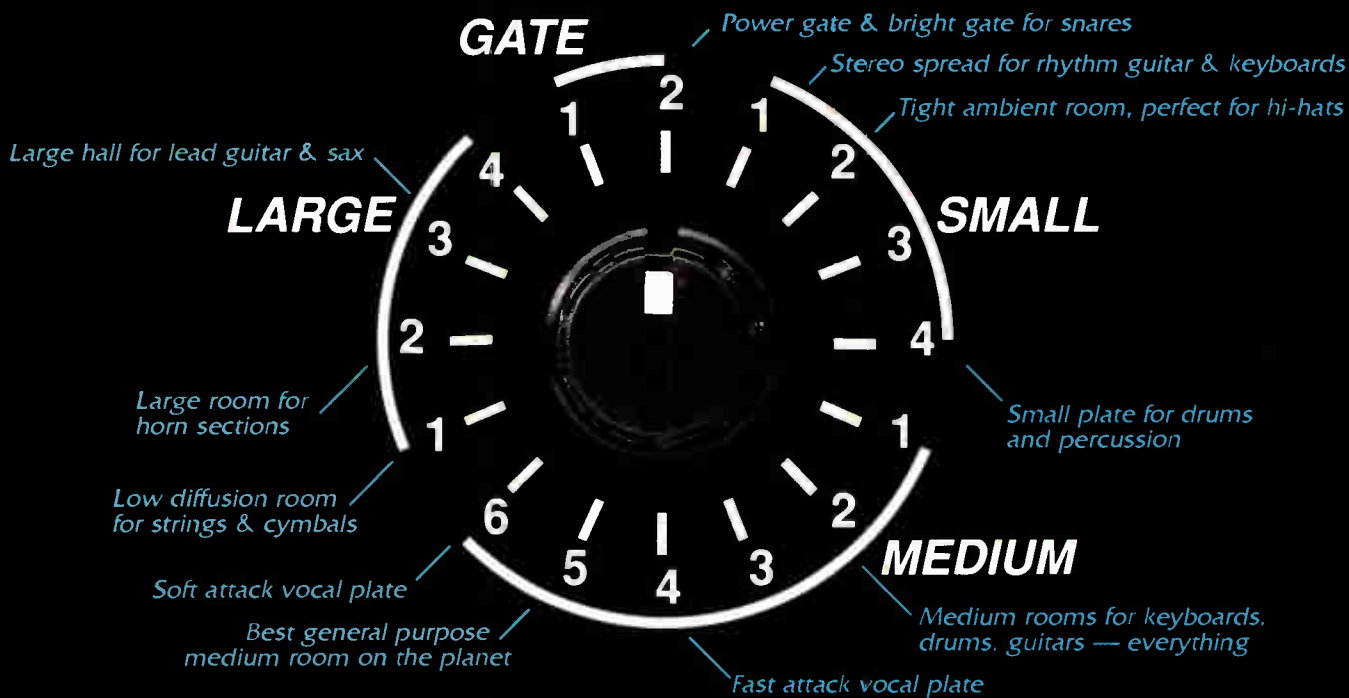 Power gate & bright gate for snares
GATE
Stereo spread for rhythm guitar & keyboards
1
2
1
Tight ambient room, perfect for hi-hats
Large hall for lead guitar & sax
4
2
LARGE
SMALL
3
3
2
4
Large room for
horn sections
Small plate for drums
and percussion
1
1
Low diffusion room
for strings & cymbals
6
2
MEDIUM
5
4
3
Soft attack vocal plate
Medium rooms for keyboards,
drums, guitars — everything
Best general purpose
medium room on the planet
Fast attack vocal plate